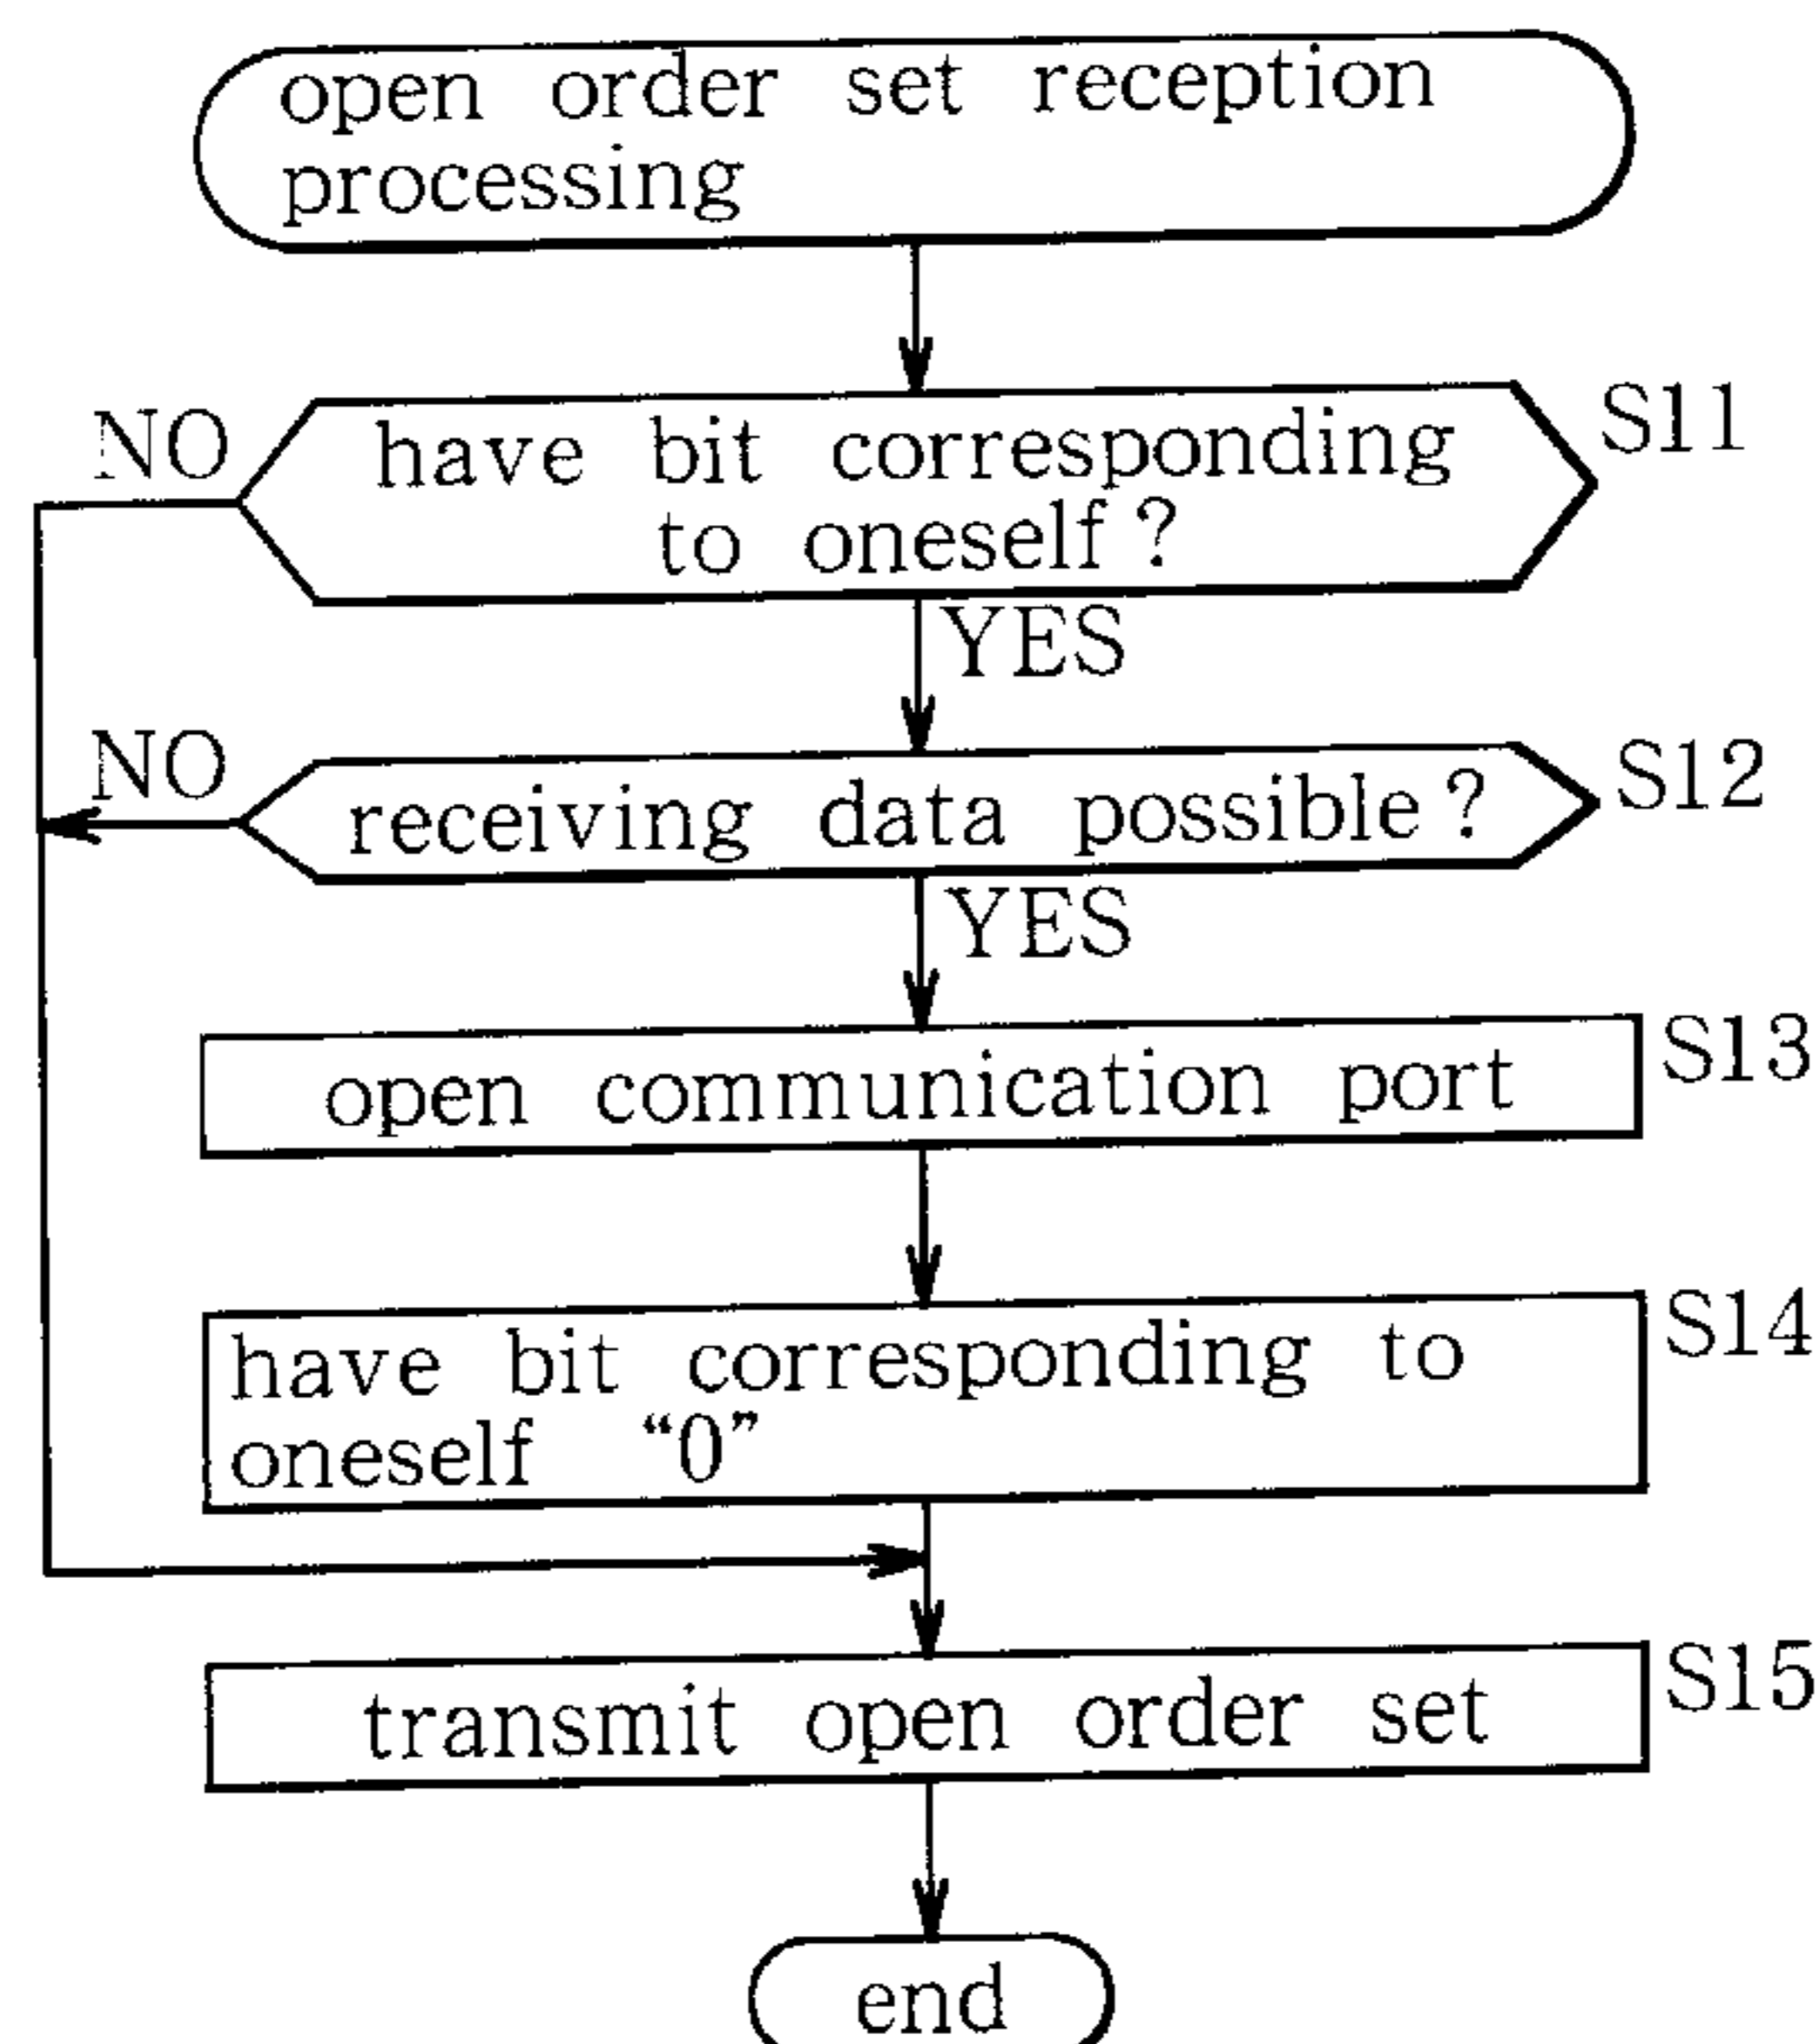 open order set reception
processing
NO
have bit corresponding
to oneself ?
S11
YES
NO
receiving data possible ?
S12
YES
open communication port
S13
have bit corresponding to
oneself “0”
S14
transmit open order set
S15
end